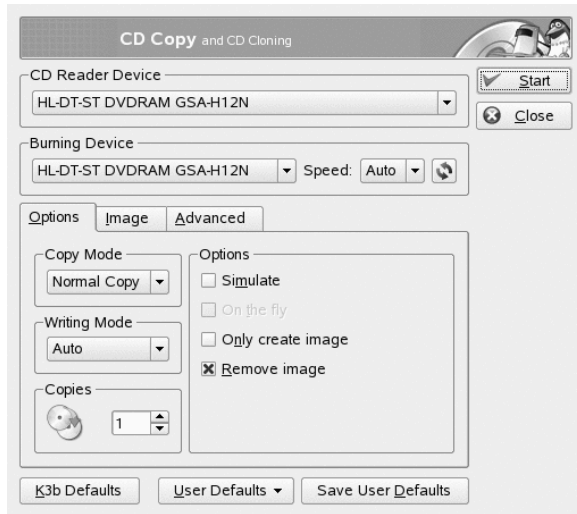 CD Copy and CD Cloning
CD Reader Device
HL-DT-ST DVDRAM GSA-H12N
Start
Close
Burning Device
HL-DT-ST DVDRAM GSA-H12N Speed: Auto
Options Image Advanced
Copy Mode
Normal Copy
Writing Mode
Auto
Copies
1
Options
Simulate
On the fly
Only create image
Remove image
K3b Defaults User Defaults Save User Defaults